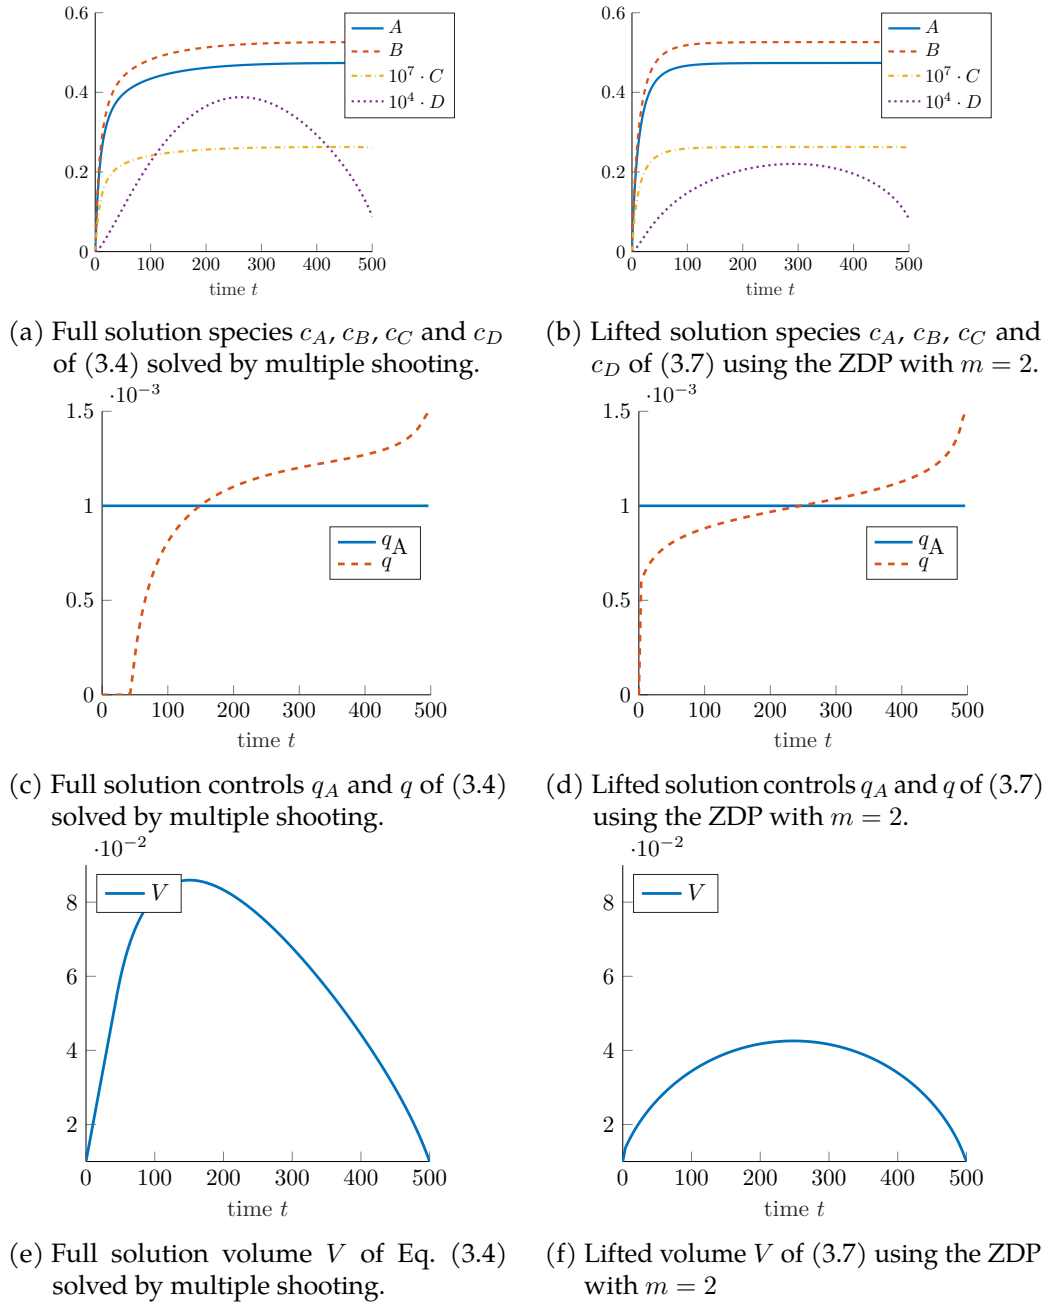 0.6
0.4
0.2
0
A
B
10^7 · C
10^4 · D
0 100 200 300 400 500
time t
0.6
0.4
0.2
0
A
B
10^7 · C
10^4 · D
0 100 200 300 400 500
time t
(a) Full solution species c_A, c_B, c_C and c_D
of (3.4) solved by multiple shooting.
(b) Lifted solution species c_A, c_B, c_C and
c_D of (3.7) using the ZDP with m = 2.
·10^−3
1.5
1
0.5
0
q_A
q
0 100 200 300 400 500
time t
·10^−3
1.5
1
0.5
0
q_A
q
0 100 200 300 400 500
time t
(c) Full solution controls q_A and q of (3.4)
solved by multiple shooting.
(d) Lifted solution controls q_A and q of (3.7)
using the ZDP with m = 2.
·10^−2
8
6
4
2
V
0 100 200 300 400 500
time t
·10^−2
8
6
4
2
V
0 100 200 300 400 500
time t
(e) Full solution volume V of Eq. (3.4)
solved by multiple shooting.
(f) Lifted volume V of (3.7) using the ZDP
with m = 2